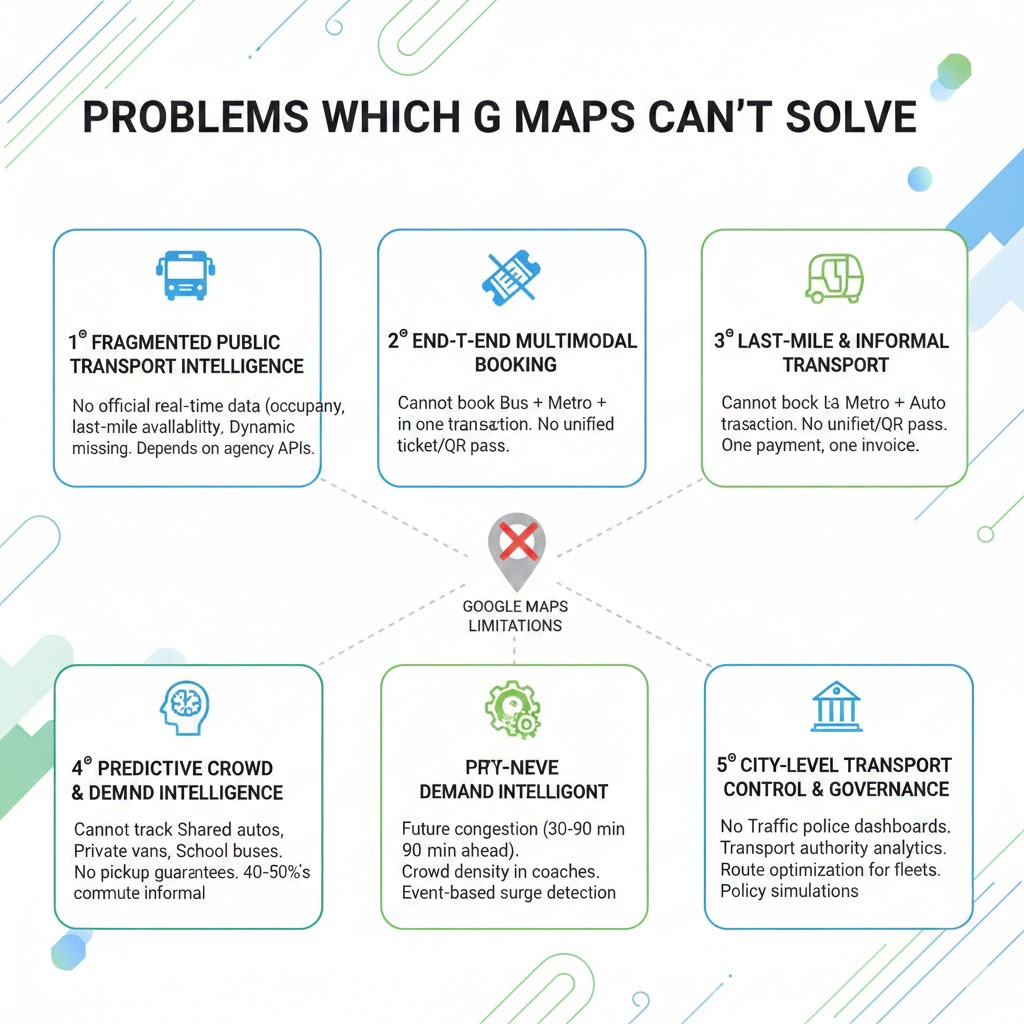 PROBLEMS WHICH G MAPS CAN'T SOLVE
1° FRAGMENTED PUBLIC
TRANSPORT INTELLIGENCE
No official real-time data (occupany,
last-mile availablitty, Dynamic
missing. Depends on agency APIs.
2° END-T-END MULTIMODAL
BOOKING
Cannot book Bus + Metro +
in one transaction. No unified
ticket/QR pass.
3° LAST-MILE & INFORMAL
TRANSPORT
Cannot bock Metro + Auto
trasaction. No unifiet/QR pass.
One payment, one invoice.
GOOGLE MAPS
LIMITATIONS
4° PREDICTIVE CROWD
& DEMND INTELLIGENCE
Cannot track Shared autos,
Private vans, School buses.
No pickup guarantees. 40-50%'s
commute informal
PRY-NEVE
DEMAND INTELLIGONT
Future congestion (30-90 min
90 min ahead).
Crowd density in coaches.
Event-based surge detection
5° CITY-LEVEL TRANSPORT
CONTROL & GOVERNANCE
No Traffic police dashboards.
Transport authority analytics.
Route optimization for fleets.
Policy simulations